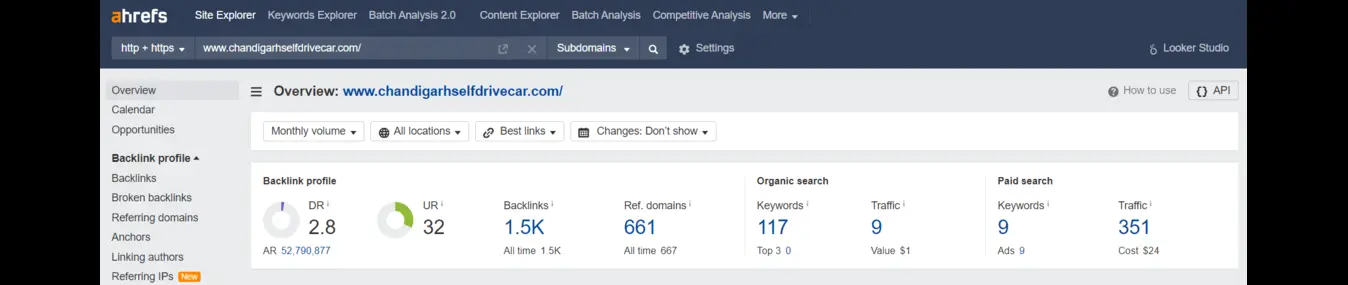 ahrefs Site Explorer Keywords Explorer Batch Analysis 2.0 Content Explorer Batch Analysis Competitive Analysis More
http + https www.chandigarhselfdrivecar.com/ Subdomains Settings Looker Studio
Overview
Calendar
Opportunities
Backlink profile
Backlinks
Broken backlinks
Referring domains
Anchors
Linking authors
Referring IPs New
Overview: www.chandigarhselfdrivecar.com/ How to use {} API
Monthly volume All locations Best links Changes: Don't show
Backlink profile Organic search Paid search
DR UR Backlinks Ref. domains Keywords Traffic Keywords Traffic
2.8 32 1.5K 661 117 9 9 351
AR 52,790,877 All time 1.5K All time 667 Top 3 0 Value $1 Ads 9 Cost $24